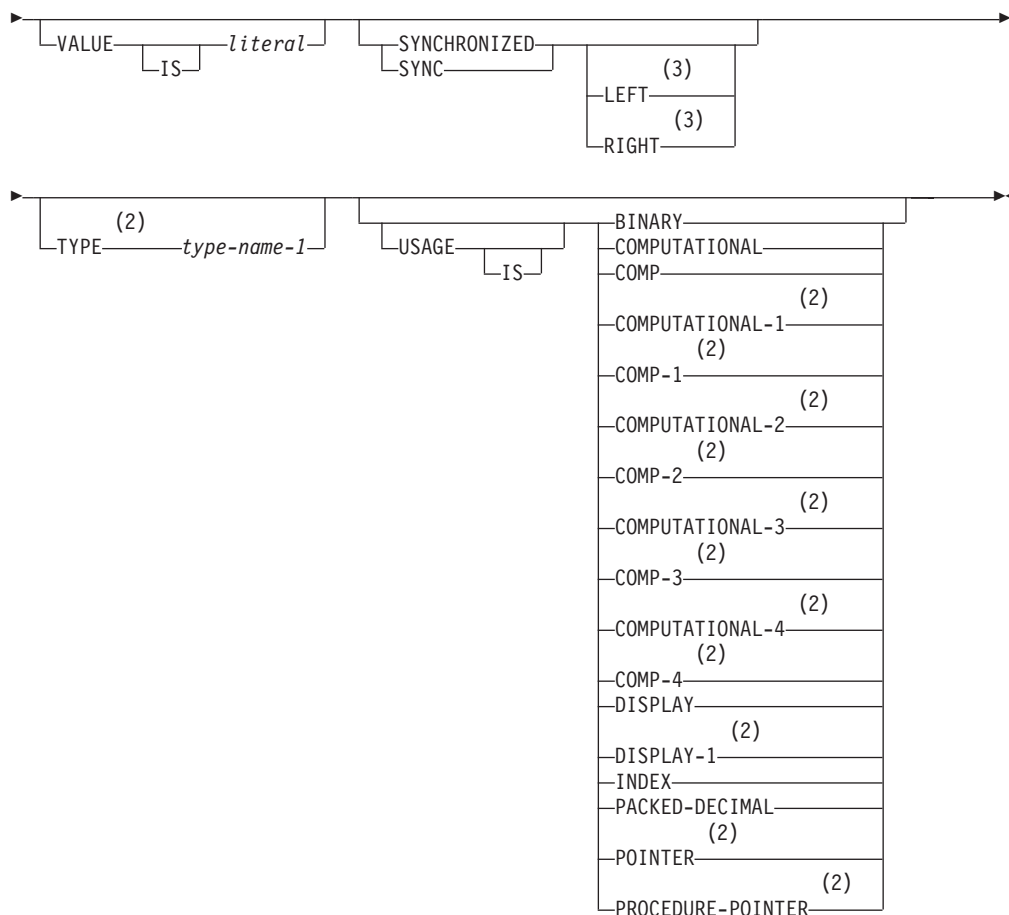 VALUE IS literal SYNCHRONIZED
SYNC
(3)
LEFT
(3)
RIGHT
(2)
TYPE type-name-1
USAGE IS
BINARY
COMPUTATIONAL
COMP
(2)
COMPUTATIONAL-1
(2)
COMP-1
(2)
COMPUTATIONAL-2
(2)
COMP-2
(2)
COMPUTATIONAL-3
(2)
COMP-3
(2)
COMPUTATIONAL-4
(2)
COMP-4
DISPLAY
(2)
DISPLAY-1
INDEX
PACKED-DECIMAL
(2)
POINTER
(2)
PROCEDURE-POINTER